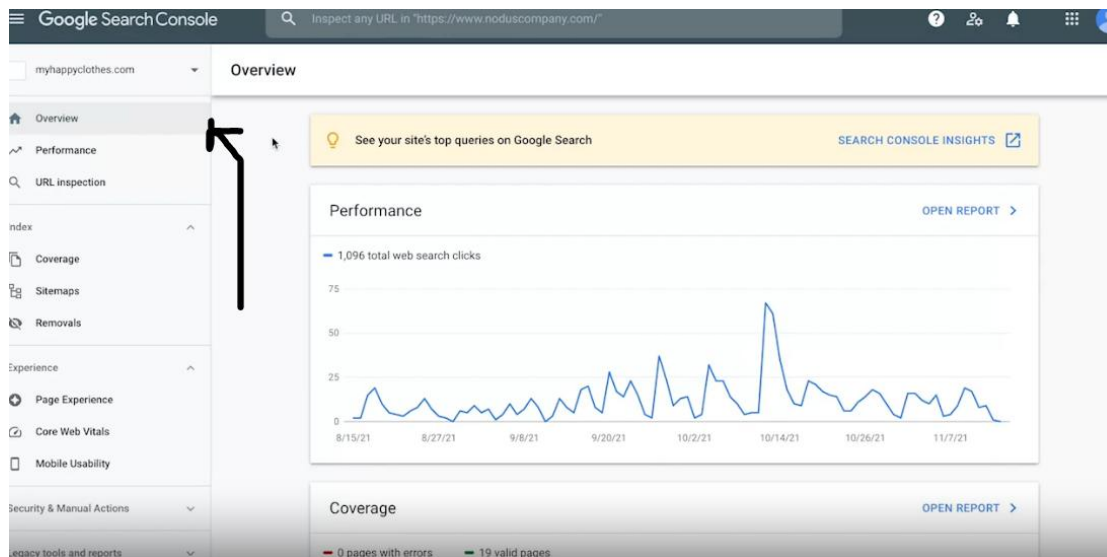 Google Search Console
Inspect any URL in "https://www.noduscompany.com/"
myhappyclothes.com
Overview
Overview
Performance
URL inspection
Index
Coverage
Sitemaps
Removals
Experience
Page Experience
Core Web Vitals
Mobile Usability
Security & Manual Actions
Legacy tools and reports
See your site's top queries on Google Search
SEARCH CONSOLE INSIGHTS
Performance
OPEN REPORT
1,096 total web search clicks
75
50
25
0
8/15/21 8/27/21 9/8/21 9/20/21 10/2/21 10/14/21 10/26/21 11/7/21
Coverage
OPEN REPORT
0 pages with errors 19 valid pages